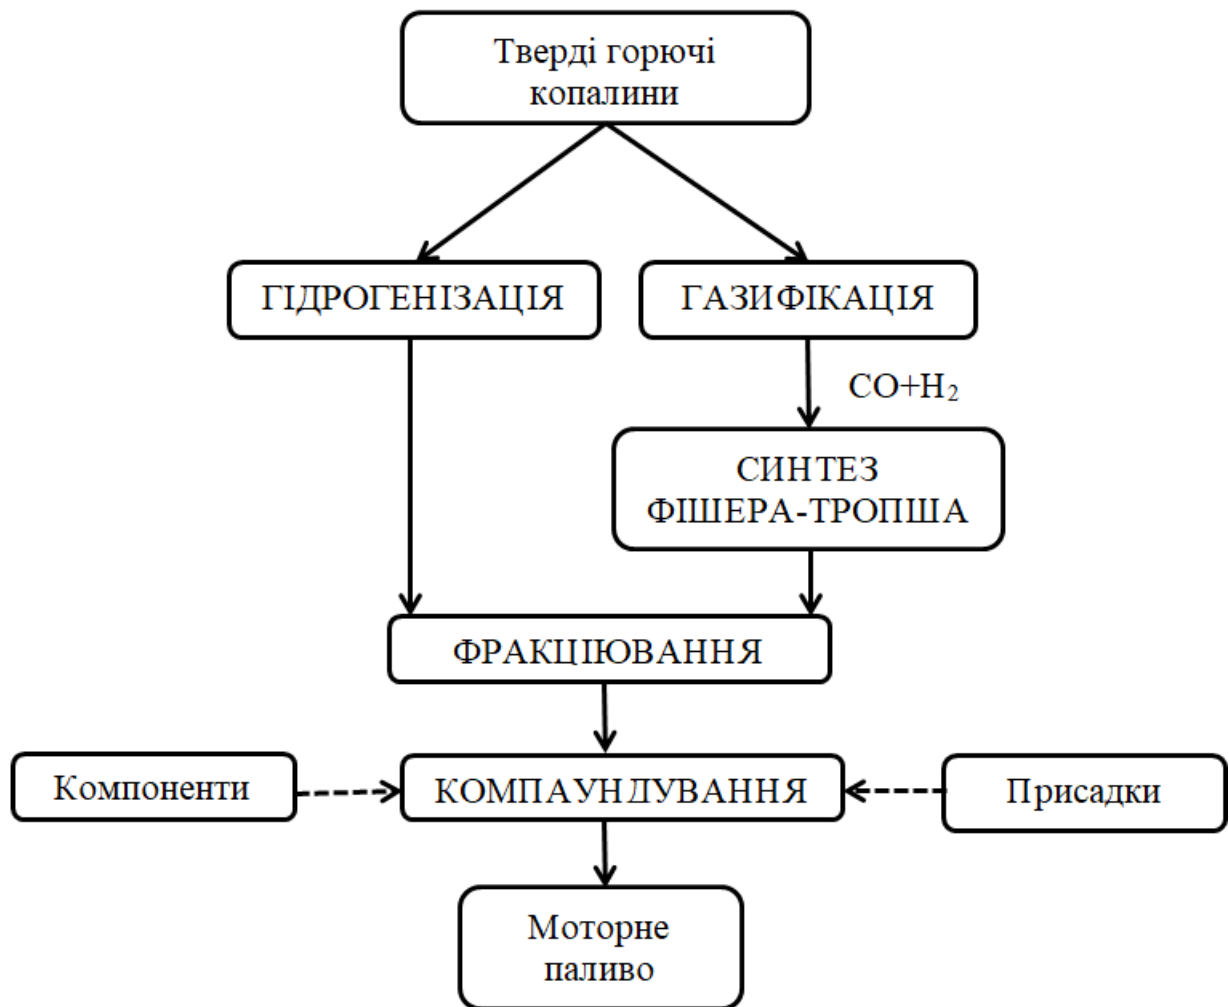 Тверді горючі
копалини
ГІДРОГЕНІЗАЦІЯ
ГАЗИФІКАЦІЯ
CO+H₂
СИНТЕЗ
ФІШЕРА-ТРОПША
ФРАКЦІЮВАННЯ
Компоненти
КОМПАУНДУВАННЯ
Присадки
Моторне
паливо